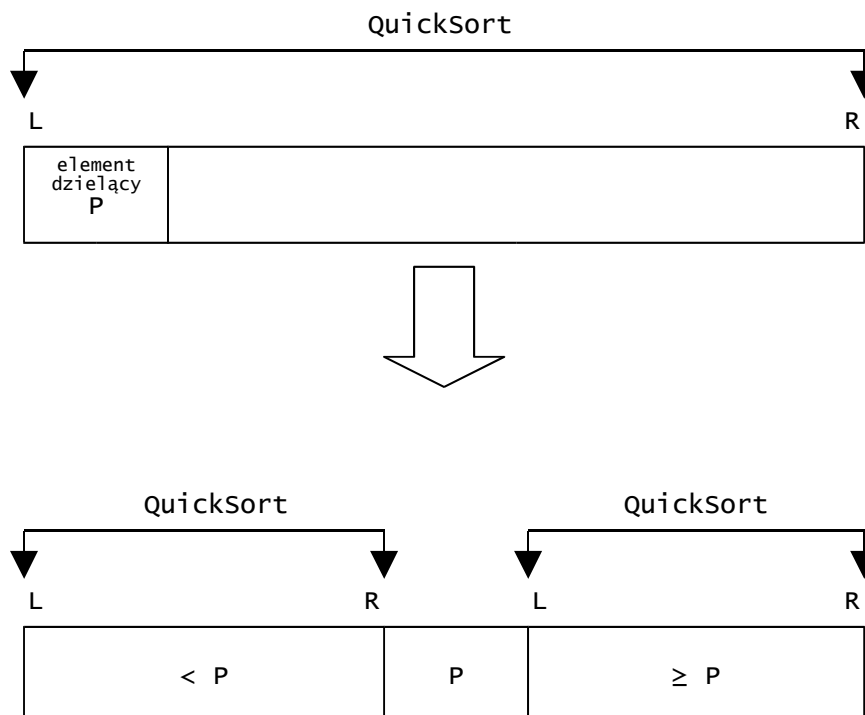 QuickSort
L R
element
dzielący
P
QuickSort QuickSort
L R L R
< P P ≥ P